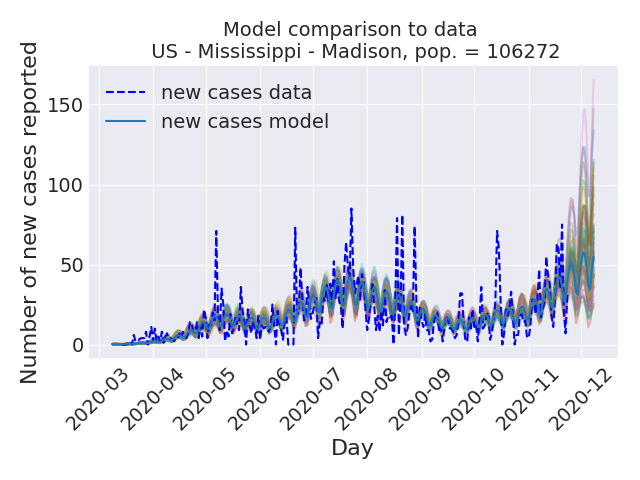 Model comparison to data
US - Mississippi - Madison, pop. = 106272
Number of new cases reported
150
100
50
0
new cases data
new cases model
2020-03
2020-04
2020-05
2020-06
2020-07
2020-08
2020-09
2020-10
2020-11
2020-12
Day